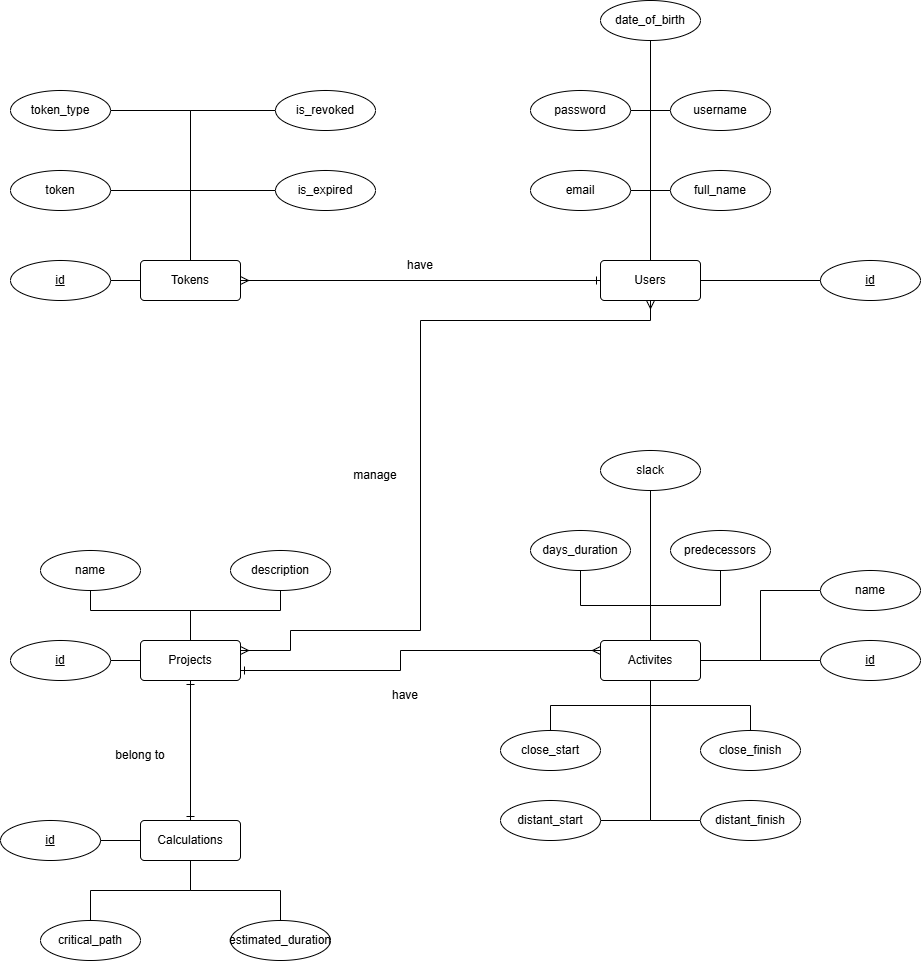 date_of_birth
token_type
is_revoked
password
username
token
is_expired
email
full_name
have
id
Tokens
Users
id
slack
manage
days_duration
predecessors
name
description
name
id
Projects
Activites
id
have
close_start
close_finish
belong to
distant_start
distant_finish
id
Calculations
critical_path
estimated_duration